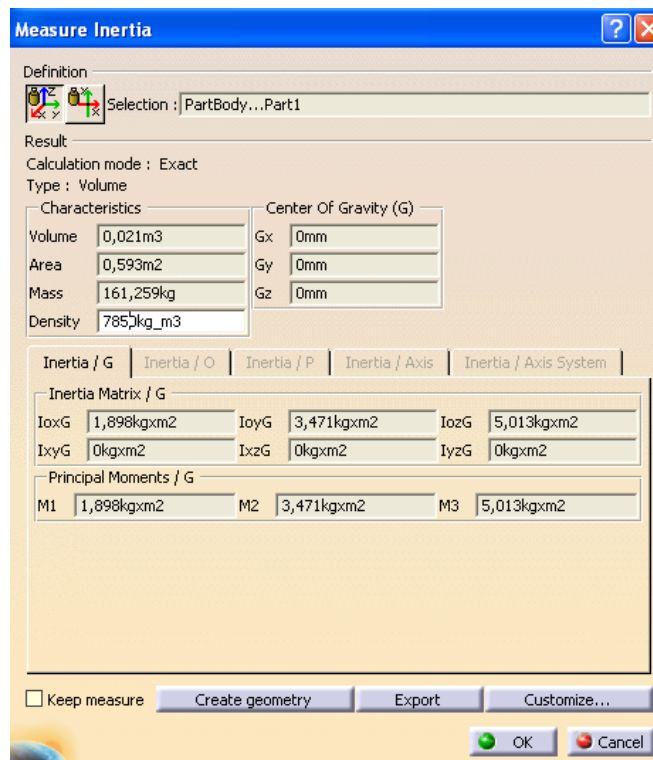 Measure Inertia
Definition
Selection : PartBody...Part1
Result
Calculation mode : Exact
Type : Volume
Characteristics
Center Of Gravity (G)
Volume 0,021m3 Gx 0mm
Area 0,593m2 Gy 0mm
Mass 161,259kg Gz 0mm
Density 7850kg_m3
Inertia / G Inertia / O Inertia / P Inertia / Axis Inertia / Axis System
Inertia Matrix / G
IoxG 1,898kgxm2 IoyG 3,471kgxm2 IozG 5,013kgxm2
IxyG 0kgxm2 IxzG 0kgxm2 IyzG 0kgxm2
Principal Moments / G
M1 1,898kgxm2 M2 3,471kgxm2 M3 5,013kgxm2
Keep measure Create geometry Export Customize...
OK Cancel